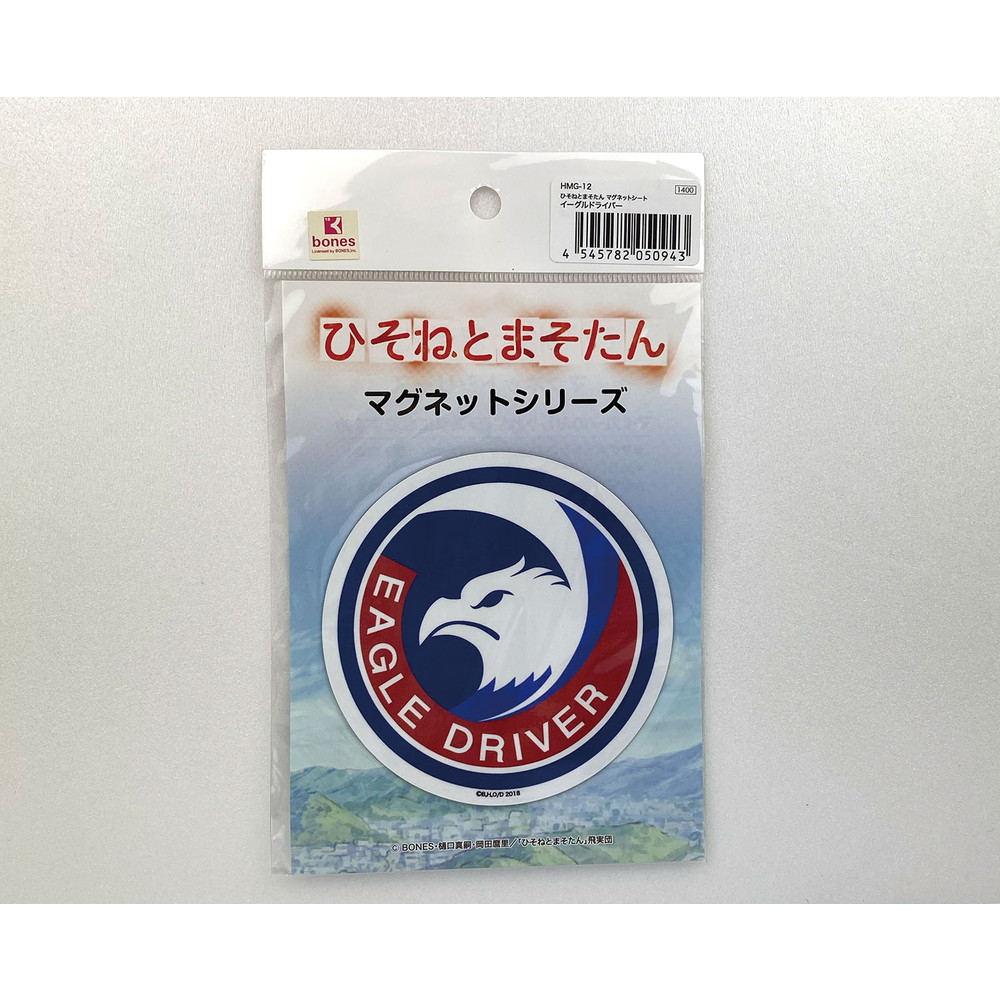 HMG-12
1400
ひそねとまそたん マグネットシート
イーグルドライバー
4 545782 050943
bones
Licensed by BONES,inc.
ひそねとまそたん
マグネットシリーズ
EAGLE DRIVER
2018
© BONES・樋口真嗣・岡田麿里／「ひそねとまそたん」飛実団